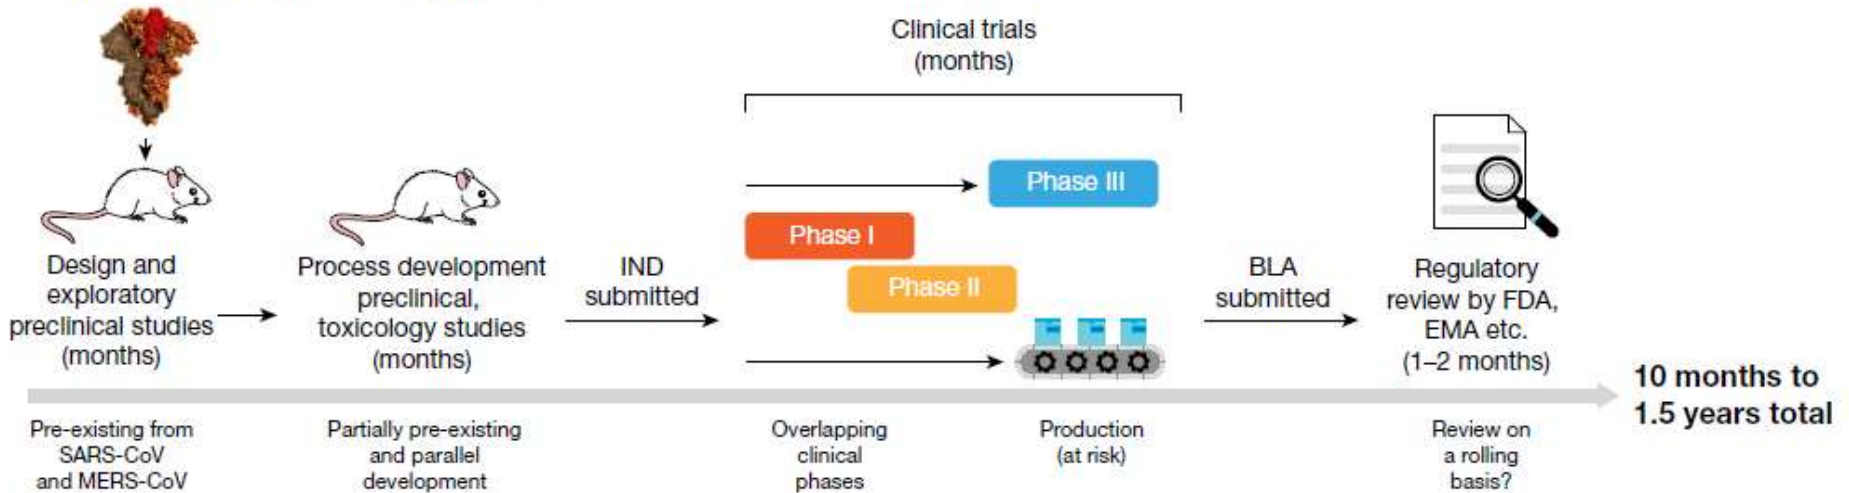 Clinical trials
(months)
Phase III
Phase I
Phase II
Design and
exploratory
preclinical studies
(months)
Process development
preclinical,
toxicology studies
(months)
IND
submitted
BLA
submitted
Regulatory
review by FDA,
EMA etc.
(1–2 months)
10 months to
1.5 years total
Pre-existing from
SARS-CoV
and MERS-CoV
Partially pre-existing
and parallel
development
Overlapping
clinical
phases
Production
(at risk)
Review on
a rolling
basis?